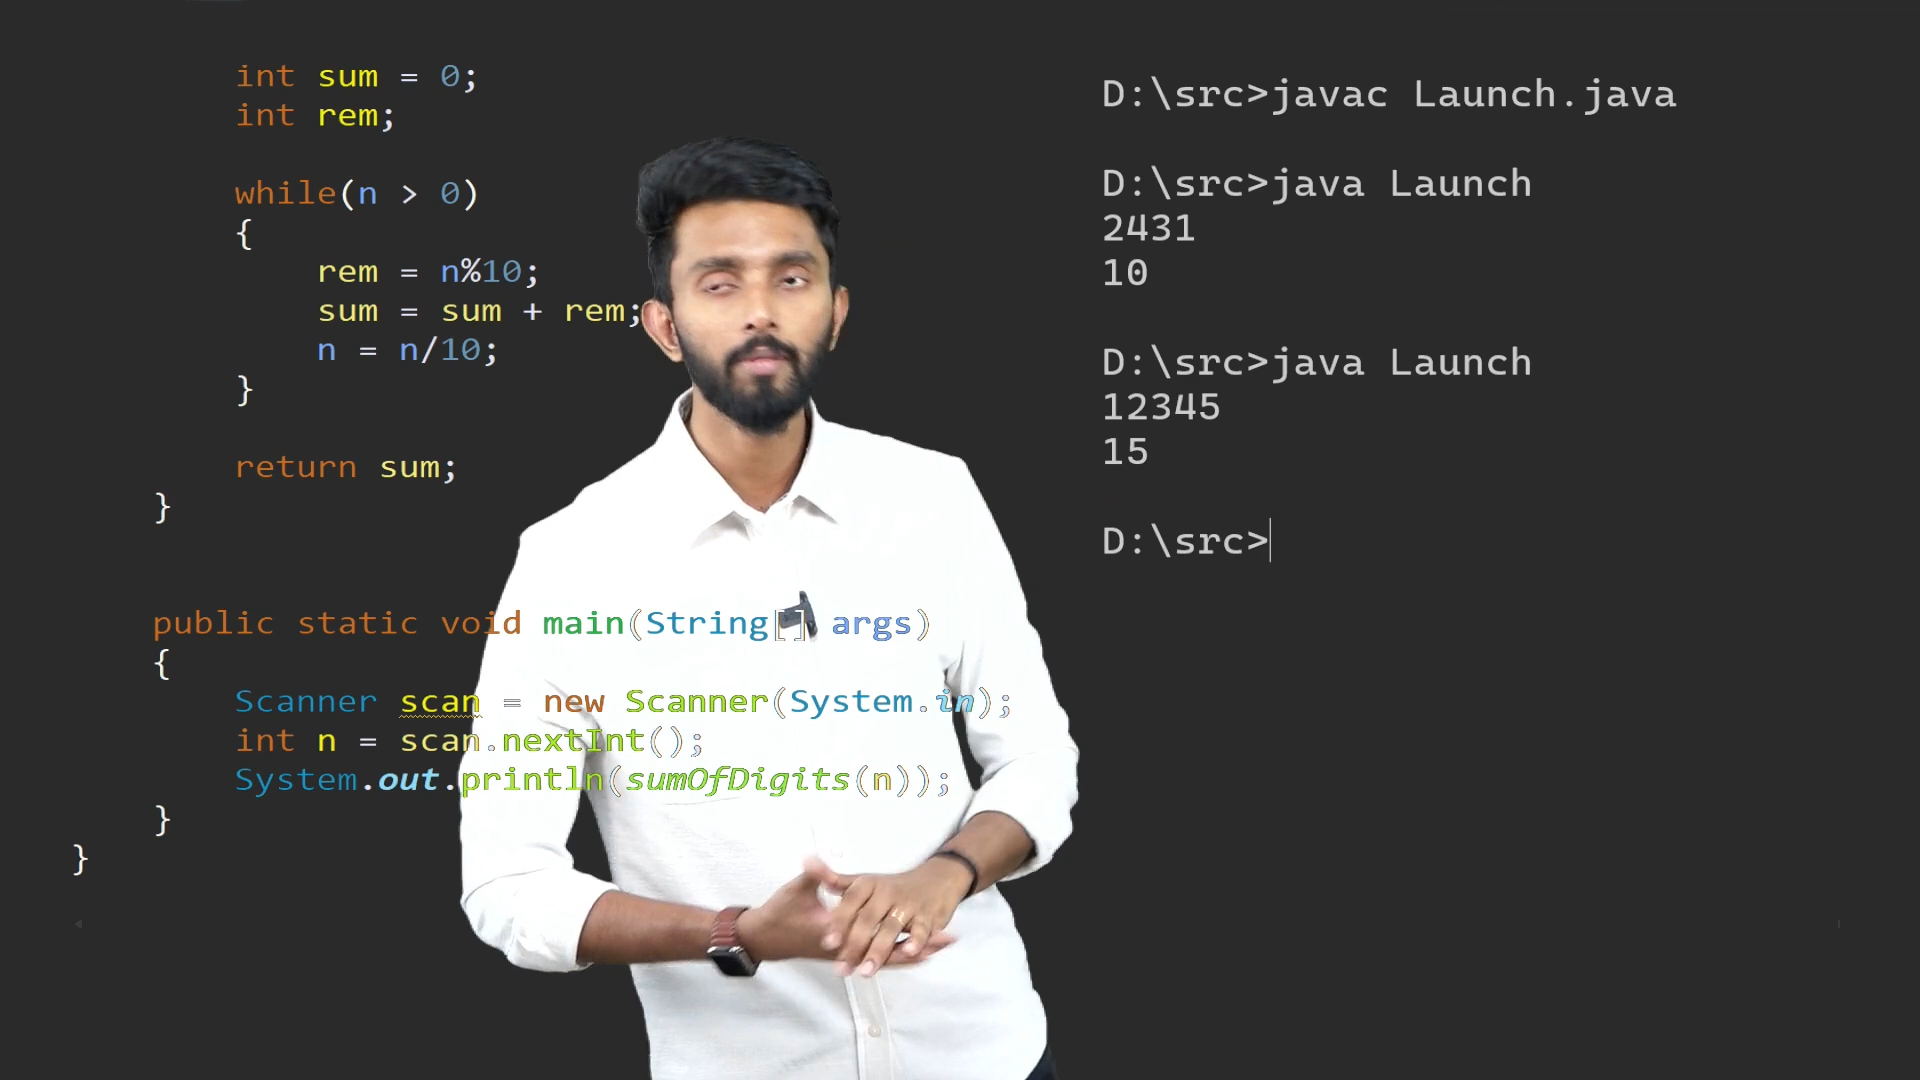 int sum = 0;
int rem;
while(n > 0)
{
rem = n%10;
sum = sum + rem;
n = n/10;
}
return sum;
}
public static void main(String[] args)
{
Scanner scan = new Scanner(System.in);
int n = scan.nextInt();
System.out.println(sumOfDigits(n));
}
}
D:\src>javac Launch.java
D:\src>java Launch
2431
10
D:\src>java Launch
12345
15
D:\src>